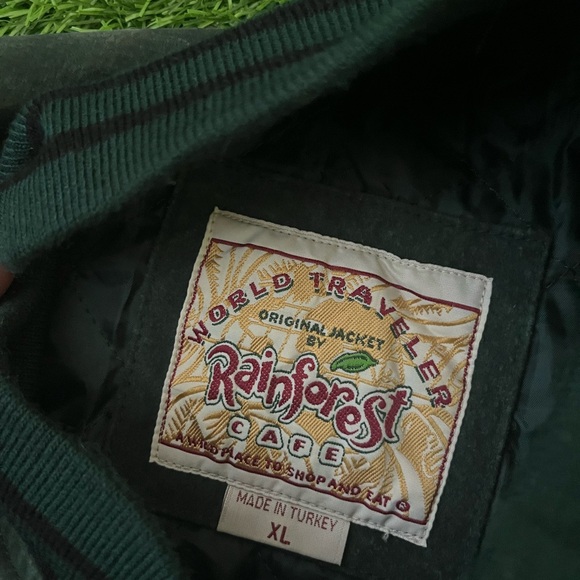 WORLD TRAVELER
ORIGINAL JACKET
BY
Rainforest
CAFE
A WILD PLACE TO SHOP AND EAT ®
MADE IN TURKEY
XL